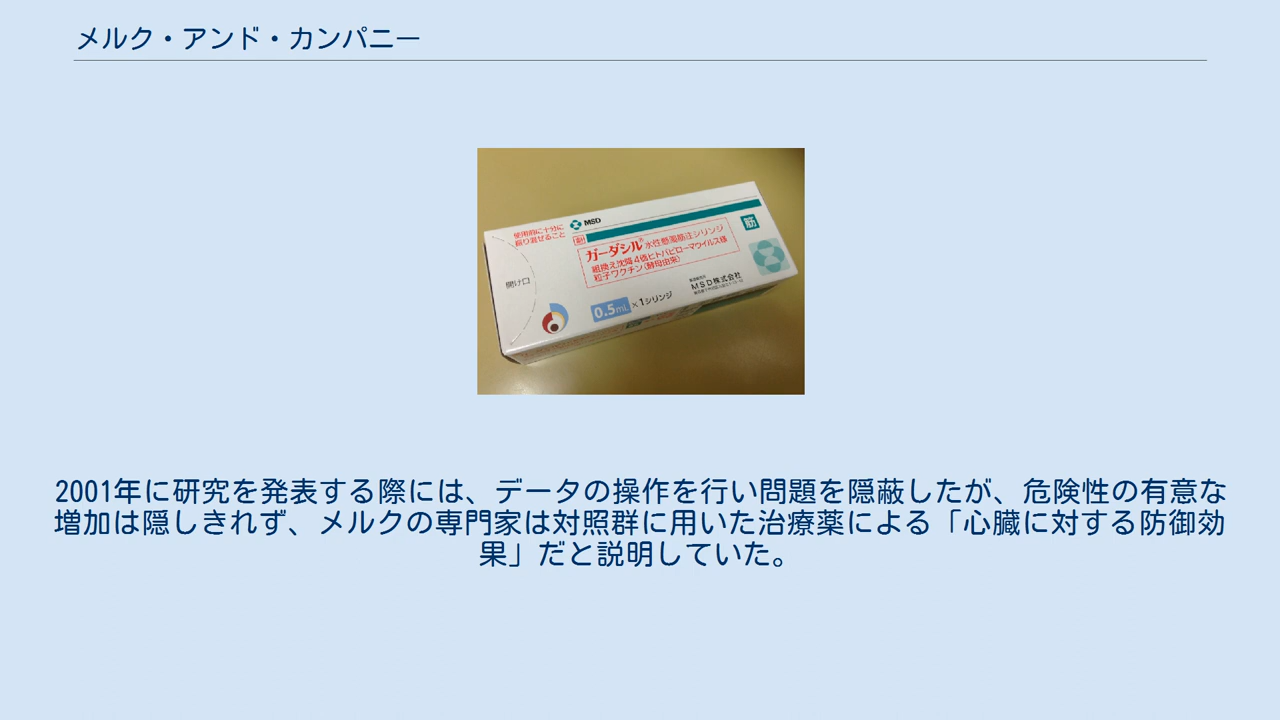 メルク・アンド・カンパニー
使用前に十分に
振り混ぜること
MSD
ガーダシル® 水性懸濁筋注シリンジ
組換え沈降4価ヒトパピローマウイルス様
粒子ワクチン(酵母由来)
筋
開け口
0.5mL ×1シリンジ
MSD株式会社
2001年に研究を発表する際には、データの操作を行い問題を隠蔽したが、危険性の有意な
増加は隠しきれず、メルクの専門家は対照群に用いた治療薬による「心臓に対する防御効
果」だと説明していた。